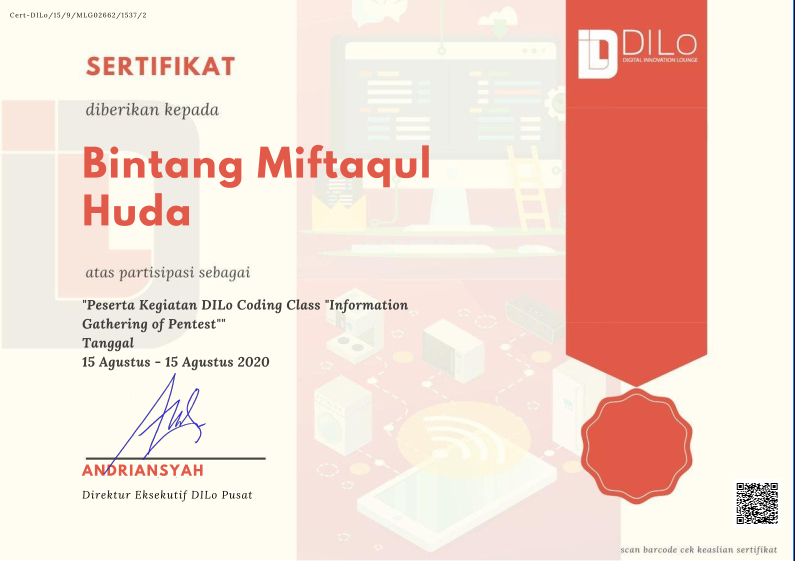 Cert-DILo/15/9/MLG02662/1537/2
DILo
DIGITAL INNOVATION LOUNGE
SERTIFIKAT
diberikan kepada
Bintang Miftaqul
Huda
atas partisipasi sebagai
"Peserta Kegiatan DILo Coding Class "Information
Gathering of Pentest""
Tanggal
15 Agustus - 15 Agustus 2020
ANDRIANSYAH
Direktur Eksekutif DILo Pusat
scan barcode cek keaslian sertifikat